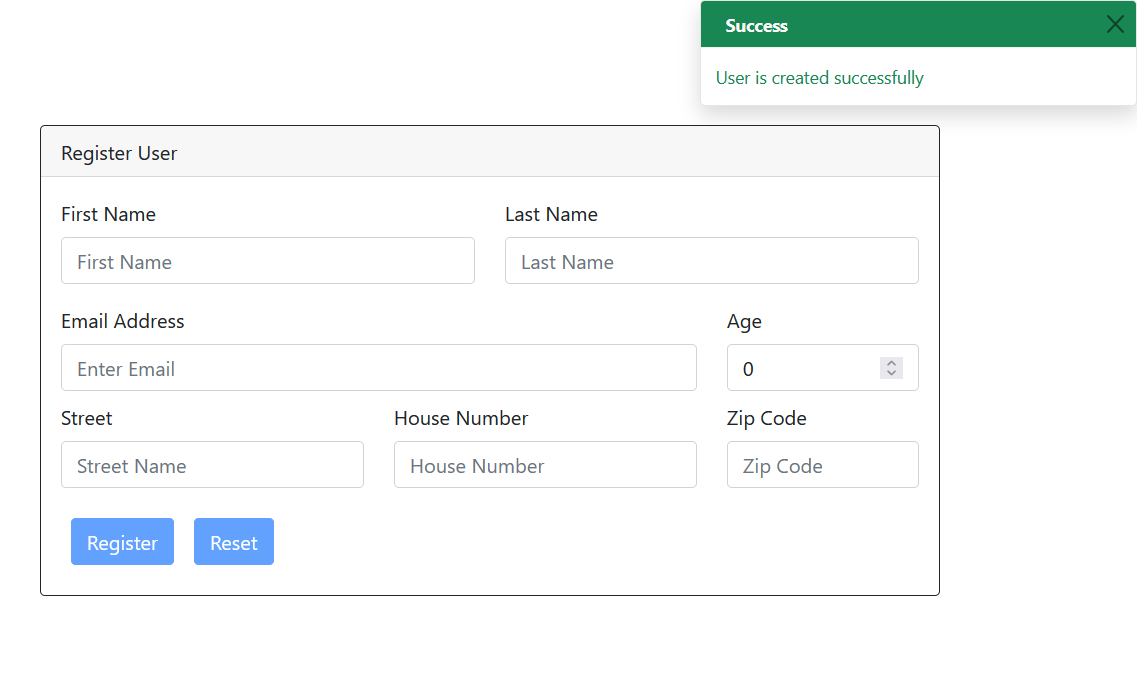 Success
User is created successfully
Register User
First Name Last Name
First Name Last Name
Email Address Age
Enter Email 0
Street House Number Zip Code
Street Name House Number Zip Code
Register Reset